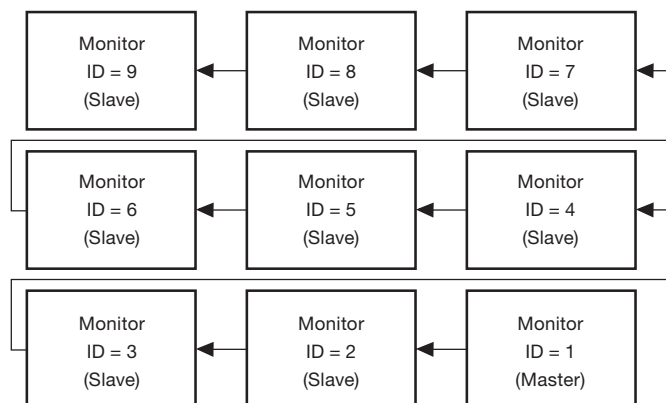 Monitor
ID = 9
(Slave)
Monitor
ID = 8
(Slave)
Monitor
ID = 7
(Slave)
Monitor
ID = 6
(Slave)
Monitor
ID = 5
(Slave)
Monitor
ID = 4
(Slave)
Monitor
ID = 3
(Slave)
Monitor
ID = 2
(Slave)
Monitor
ID = 1
(Master)